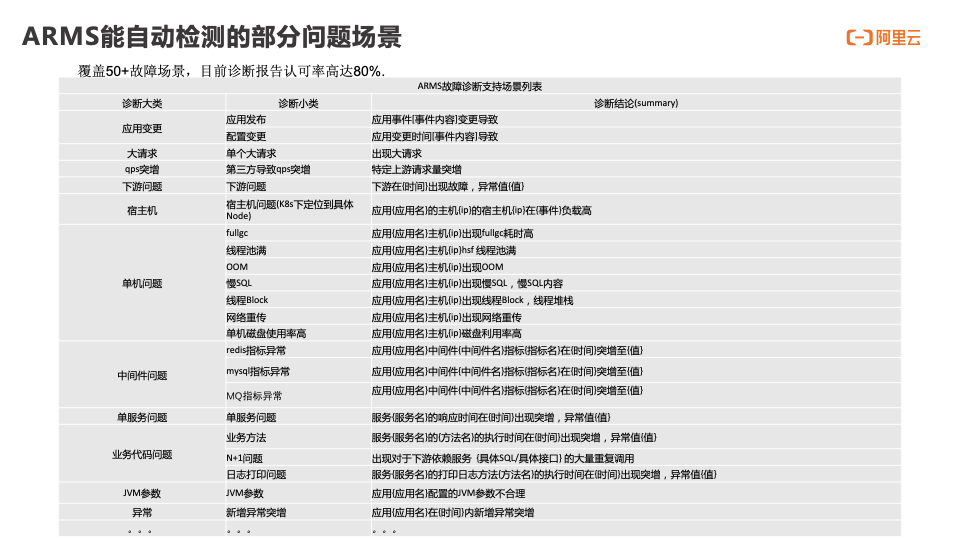 ARMS能自动检测的部分问题场景
阿里云
覆盖50+故障场景，目前诊断报告认可率高达80%.
ARMS故障诊断支持场景列表
诊断大类 诊断小类 诊断结论(summary)
应用变更 应用发布 应用事件[事件内容]变更导致
配置变更 应用变更时间[事件内容]导致
大请求 单个大请求 出现大请求
qps突增 第三方导致qps突增 特定上游请求量突增
下游问题 下游问题 下游在{时间}出现故障，异常值{值}
宿主机 宿主机问题(K8s下定位到具体Node) 应用{应用名}的主机{ip}的宿主机{ip}在{事件}负载高
单机问题 fullgc 应用{应用名}主机{ip}出现fullgc耗时高
线程池满 应用{应用名}主机{ip}hsf 线程池满
OOM 应用{应用名}主机{ip}出现OOM
慢SQL 应用{应用名}主机{ip}出现慢SQL，慢SQL内容
线程Block 应用{应用名}主机{ip}出现线程Block，线程堆栈
网络重传 应用{应用名}主机{ip}出现网络重传
单机磁盘使用率高 应用{应用名}主机{ip}磁盘利用率高
中间件问题 redis指标异常 应用{应用名}中间件{中间件名}指标{指标名}在{时间}突增至{值}
mysql指标异常 应用{应用名}中间件{中间件名}指标{指标名}在{时间}突增至{值}
MQ指标异常 应用{应用名}中间件{中间件名}指标{指标名}在{时间}突增至{值}
单服务问题 单服务问题 服务{服务名}的响应时间在{时间}出现突增，异常值{值}
业务代码问题 业务方法 服务{服务名}的{方法名}的执行时间在{时间}出现突增，异常值{值}
N+1问题 出现对于下游依赖服务 {具体SQL/具体接口} 的大量重复调用
日志打印问题 服务{服务名}的打印日志方法{方法名}的执行时间在{时间}出现突增，异常值{值}
JVM参数 JVM参数 应用{应用名}配置的JVM参数不合理
异常 新增异常突增 应用{应用名}在{时间}内新增异常突增
。。。 。。。 。。。